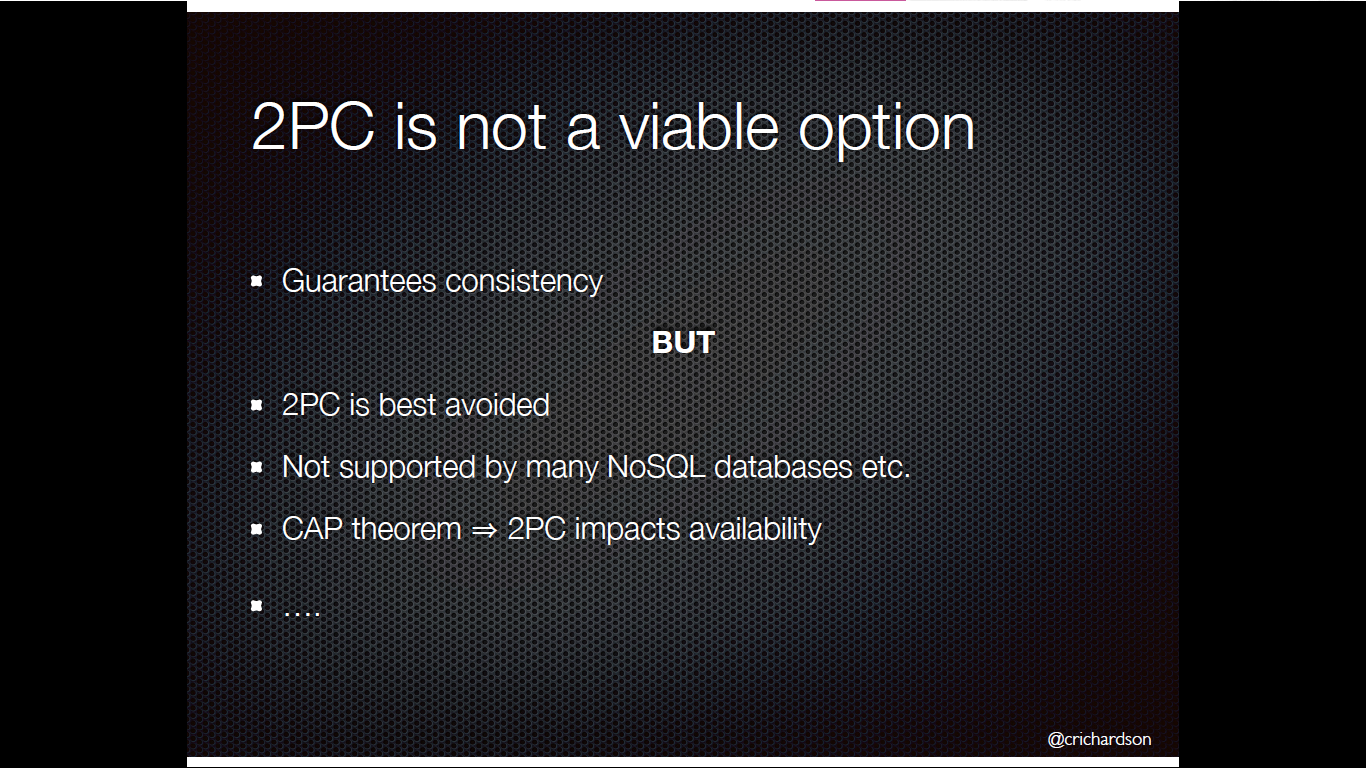 2PC is not a viable option
Guarantees consistency
BUT
2PC is best avoided
Not supported by many NoSQL databases etc.
CAP theorem ⇒ 2PC impacts availability
….
@crichardson